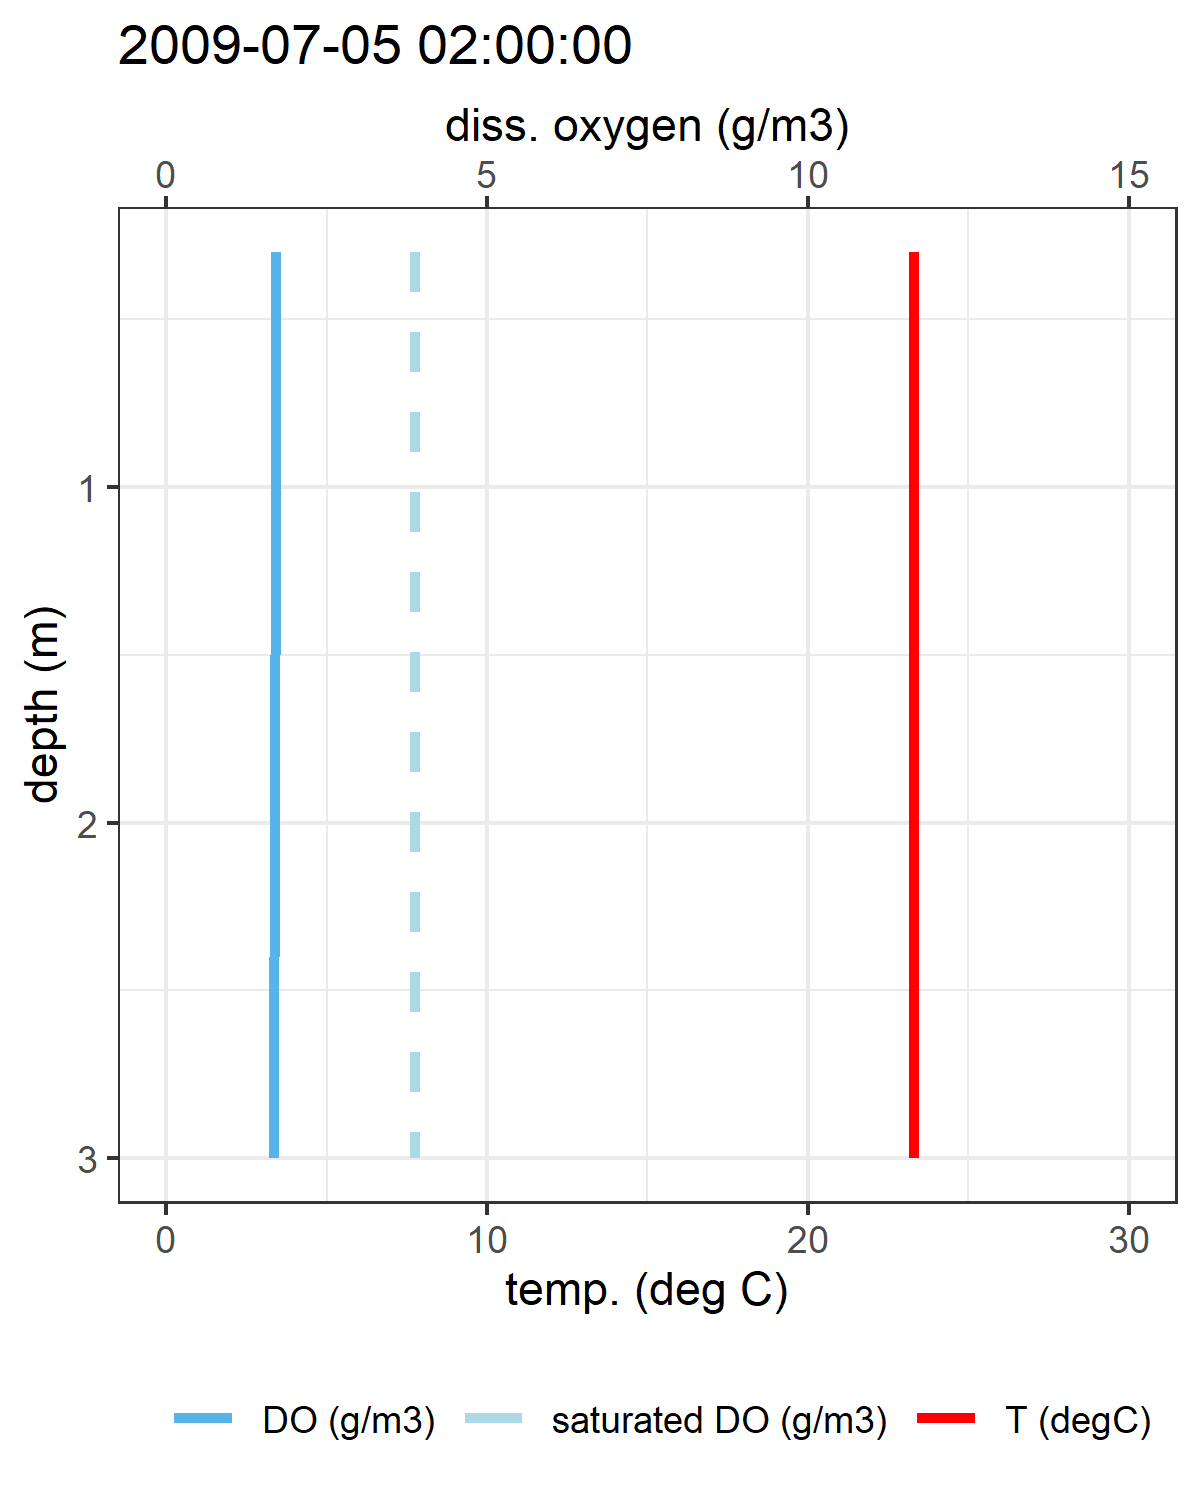 2009-07-05 02:00:00
diss. oxygen (g/m3)
0 5 10 15
1
2
3
depth (m)
0 10 20 30
temp. (deg C)
DO (g/m3) saturated DO (g/m3) T (degC)